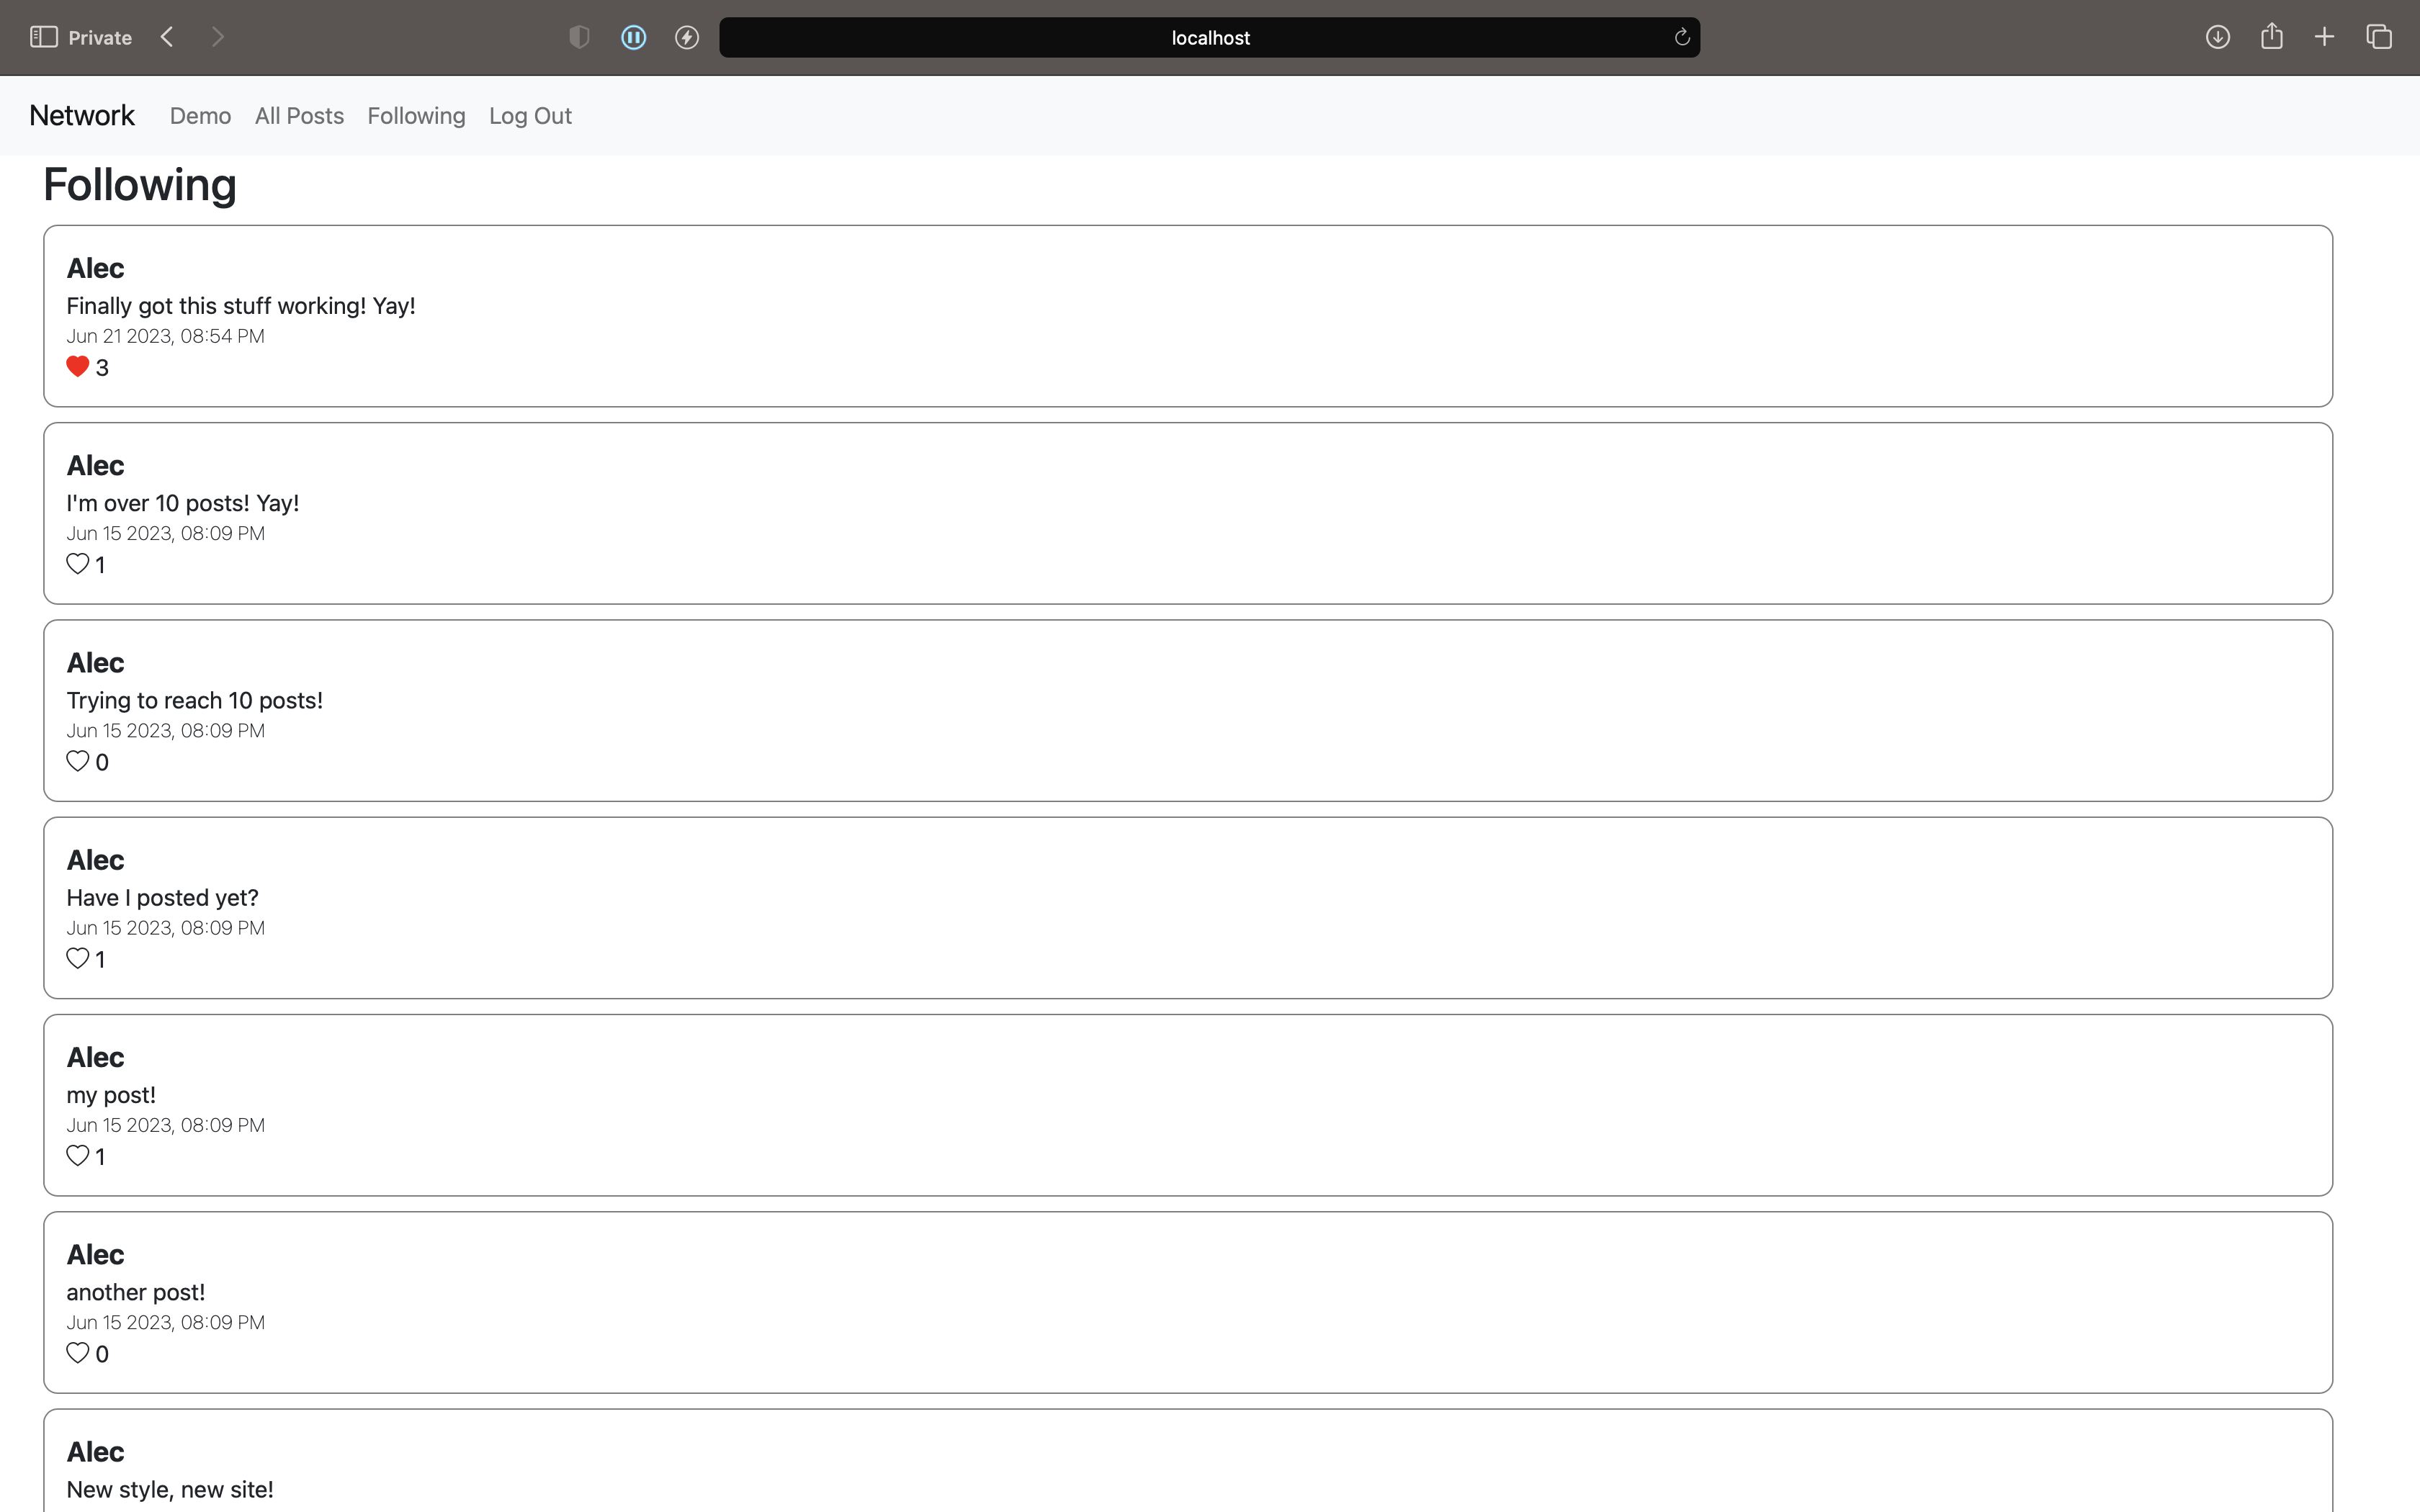 Private
localhost
Network Demo All Posts Following Log Out
Following
Alec
Finally got this stuff working! Yay!
Jun 21 2023, 08:54 PM
3
Alec
I'm over 10 posts! Yay!
Jun 15 2023, 08:09 PM
1
Alec
Trying to reach 10 posts!
Jun 15 2023, 08:09 PM
0
Alec
Have I posted yet?
Jun 15 2023, 08:09 PM
1
Alec
my post!
Jun 15 2023, 08:09 PM
1
Alec
another post!
Jun 15 2023, 08:09 PM
0
Alec
New style, new site!